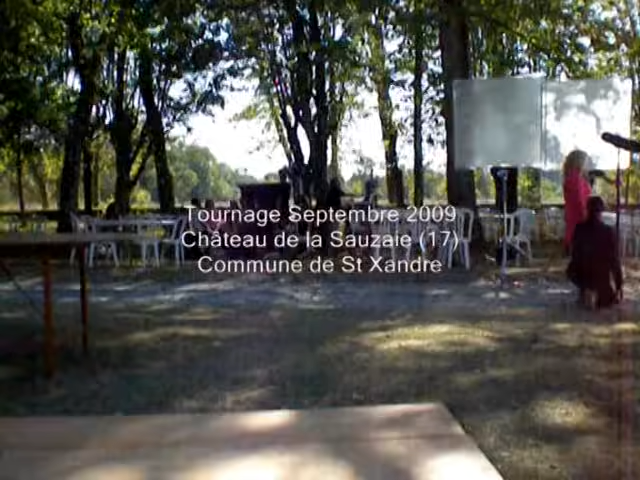 Tournage Septembre 2009
Château de la Sauzaie (17)
Commune de St Xandre